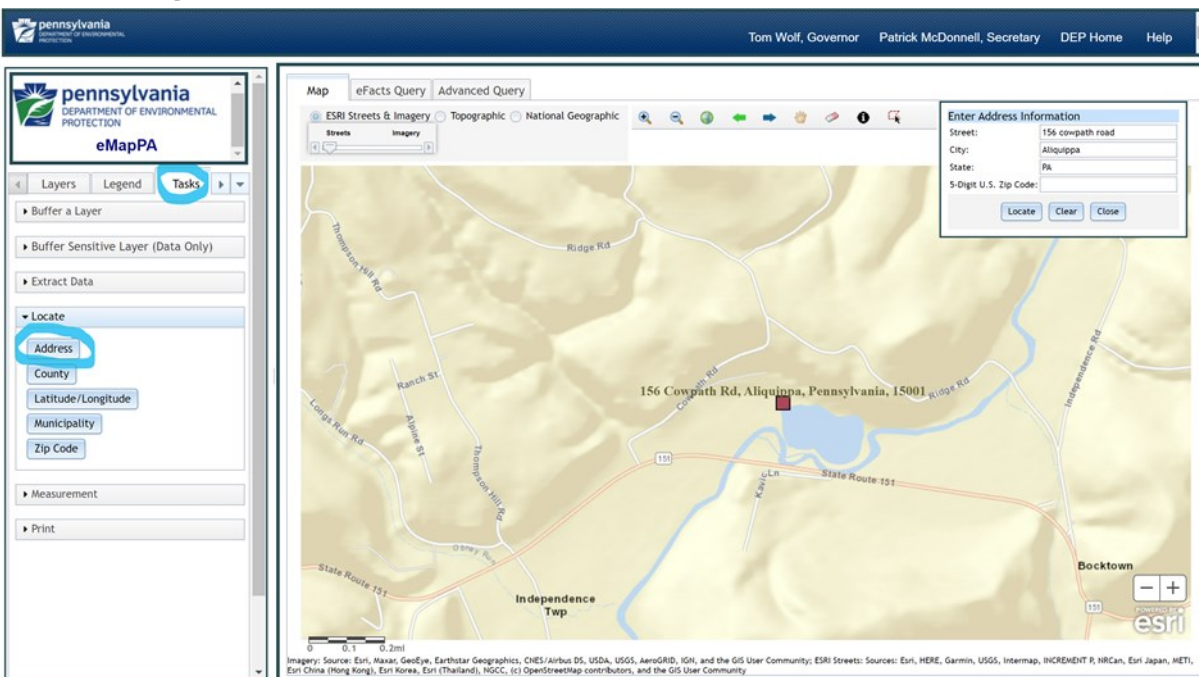 pennsylvania
DEPARTMENT OF ENVIRONMENTAL
PROTECTION
Tom Wolf, Governor Patrick McDonnell, Secretary DEP Home Help
pennsylvania
DEPARTMENT OF ENVIRONMENTAL
PROTECTION
eMapPA
Layers Legend Tasks
Buffer a Layer
Buffer Sensitive Layer (Data Only)
Extract Data
Locate
Address
County
Latitude/Longitude
Municipality
Zip Code
Measurement
Print
Map eFacts Query Advanced Query
ESRI Streets & Imagery Topographic National Geographic
Streets Imagery
Enter Address Information
Street: 156 cowpath road
City: Aliquippa
State: PA
5-Digit U.S. Zip Code:
Locate Clear Close
Thompson Hill Rd
Ridge Rd
Independence Rd
Ranch St
Cowpath Rd
156 Cowpath Rd, Aliquippa, Pennsylvania, 15001
Ridge Rd
Longs Run Rd
Alpine St
Thompson Hill Rd
151
Kavic Ln
State Route 151
Obney Run
State Route 151
Independence
Twp
Bocktown
151
POWERED BY
esri
0 0.1 0.2mi
Imagery: Source: Esri, Maxar, GeoEye, Earthstar Geographics, CNES/Airbus DS, USDA, USGS, AeroGRID, IGN, and the GIS User Community; ESRI Streets: Sources: Esri, HERE, Garmin, USGS, Intermap, INCREMENT P, NRCan, Esri Japan, METI,
Esri China (Hong Kong), Esri Korea, Esri (Thailand), NGCC, (c) OpenStreetMap contributors, and the GIS User Community